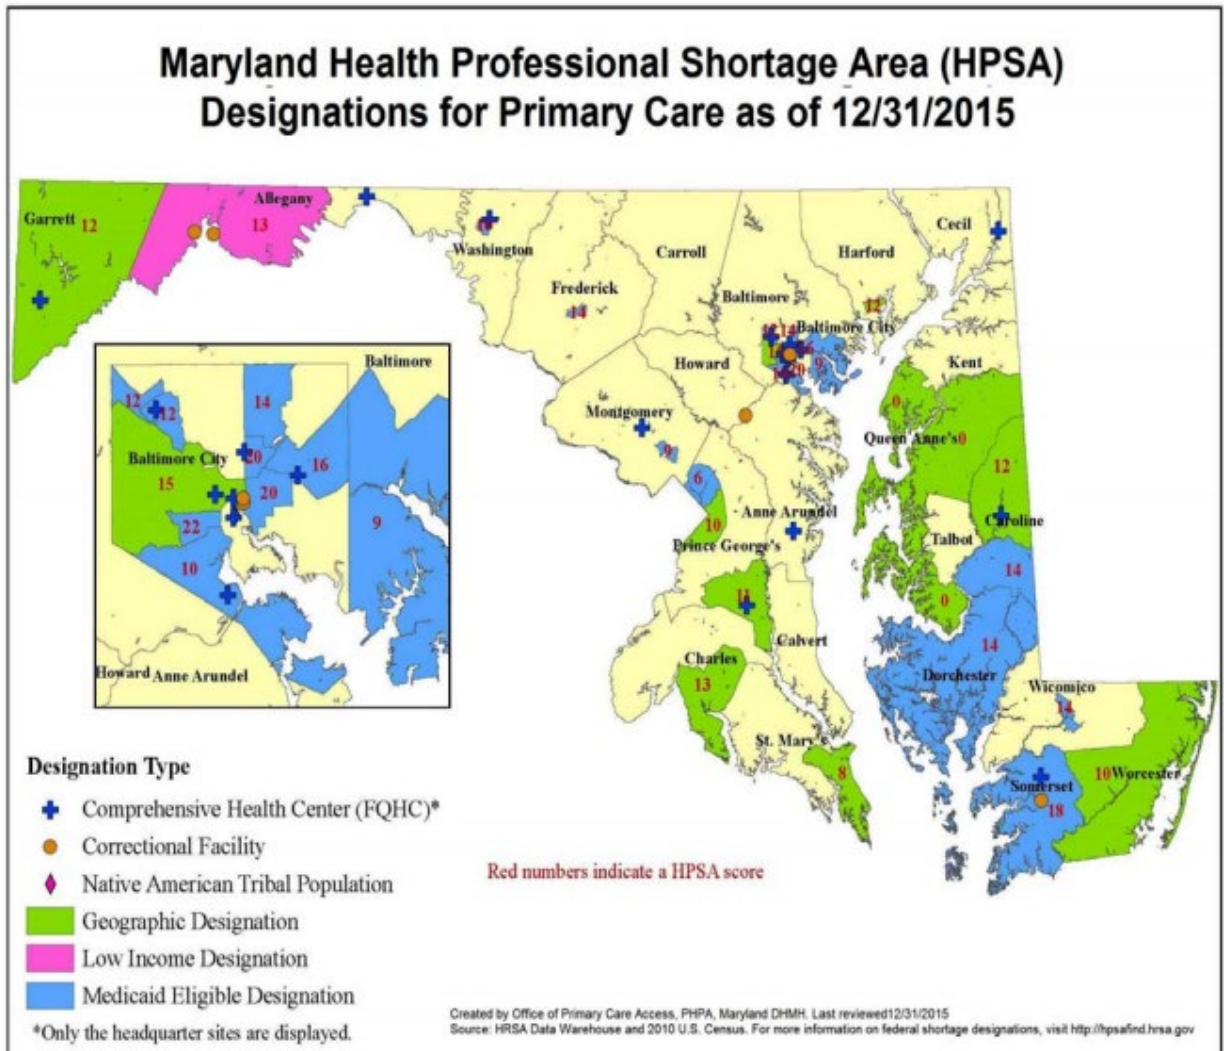 Maryland Health Professional Shortage Area (HPSA)
Designations for Primary Care as of 12/31/2015
Garrett 12
Allegany
13
Washington
Frederick
14
Carroll
Baltimore
Harford
12
Cecil
Baltimore City
9
Howard
Kent
Montgomery
9
0
Queen Anne's 0
12
6
10
Anne Arundel
Prince George's
Caroline
Talbot
14
0
11
Calvert
Charles
13
14
Dorchester
Wicomico
14
St. Mary's
8
10 Worcester
Somerset
18
Baltimore
12
12
14
Baltimore City
20
16
15
20
22
9
10
Howard Anne Arundel
Designation Type
Comprehensive Health Center (FQHC)*
Correctional Facility
Native American Tribal Population
Geographic Designation
Low Income Designation
Medicaid Eligible Designation
*Only the headquarter sites are displayed.
Red numbers indicate a HPSA score
Created by Office of Primary Care Access, PHPA, Maryland DHMH. Last reviewed12/31/2015
Source: HRSA Data Warehouse and 2010 U.S. Census. For more information on federal shortage designations, visit http://hpsafind.hrsa.gov